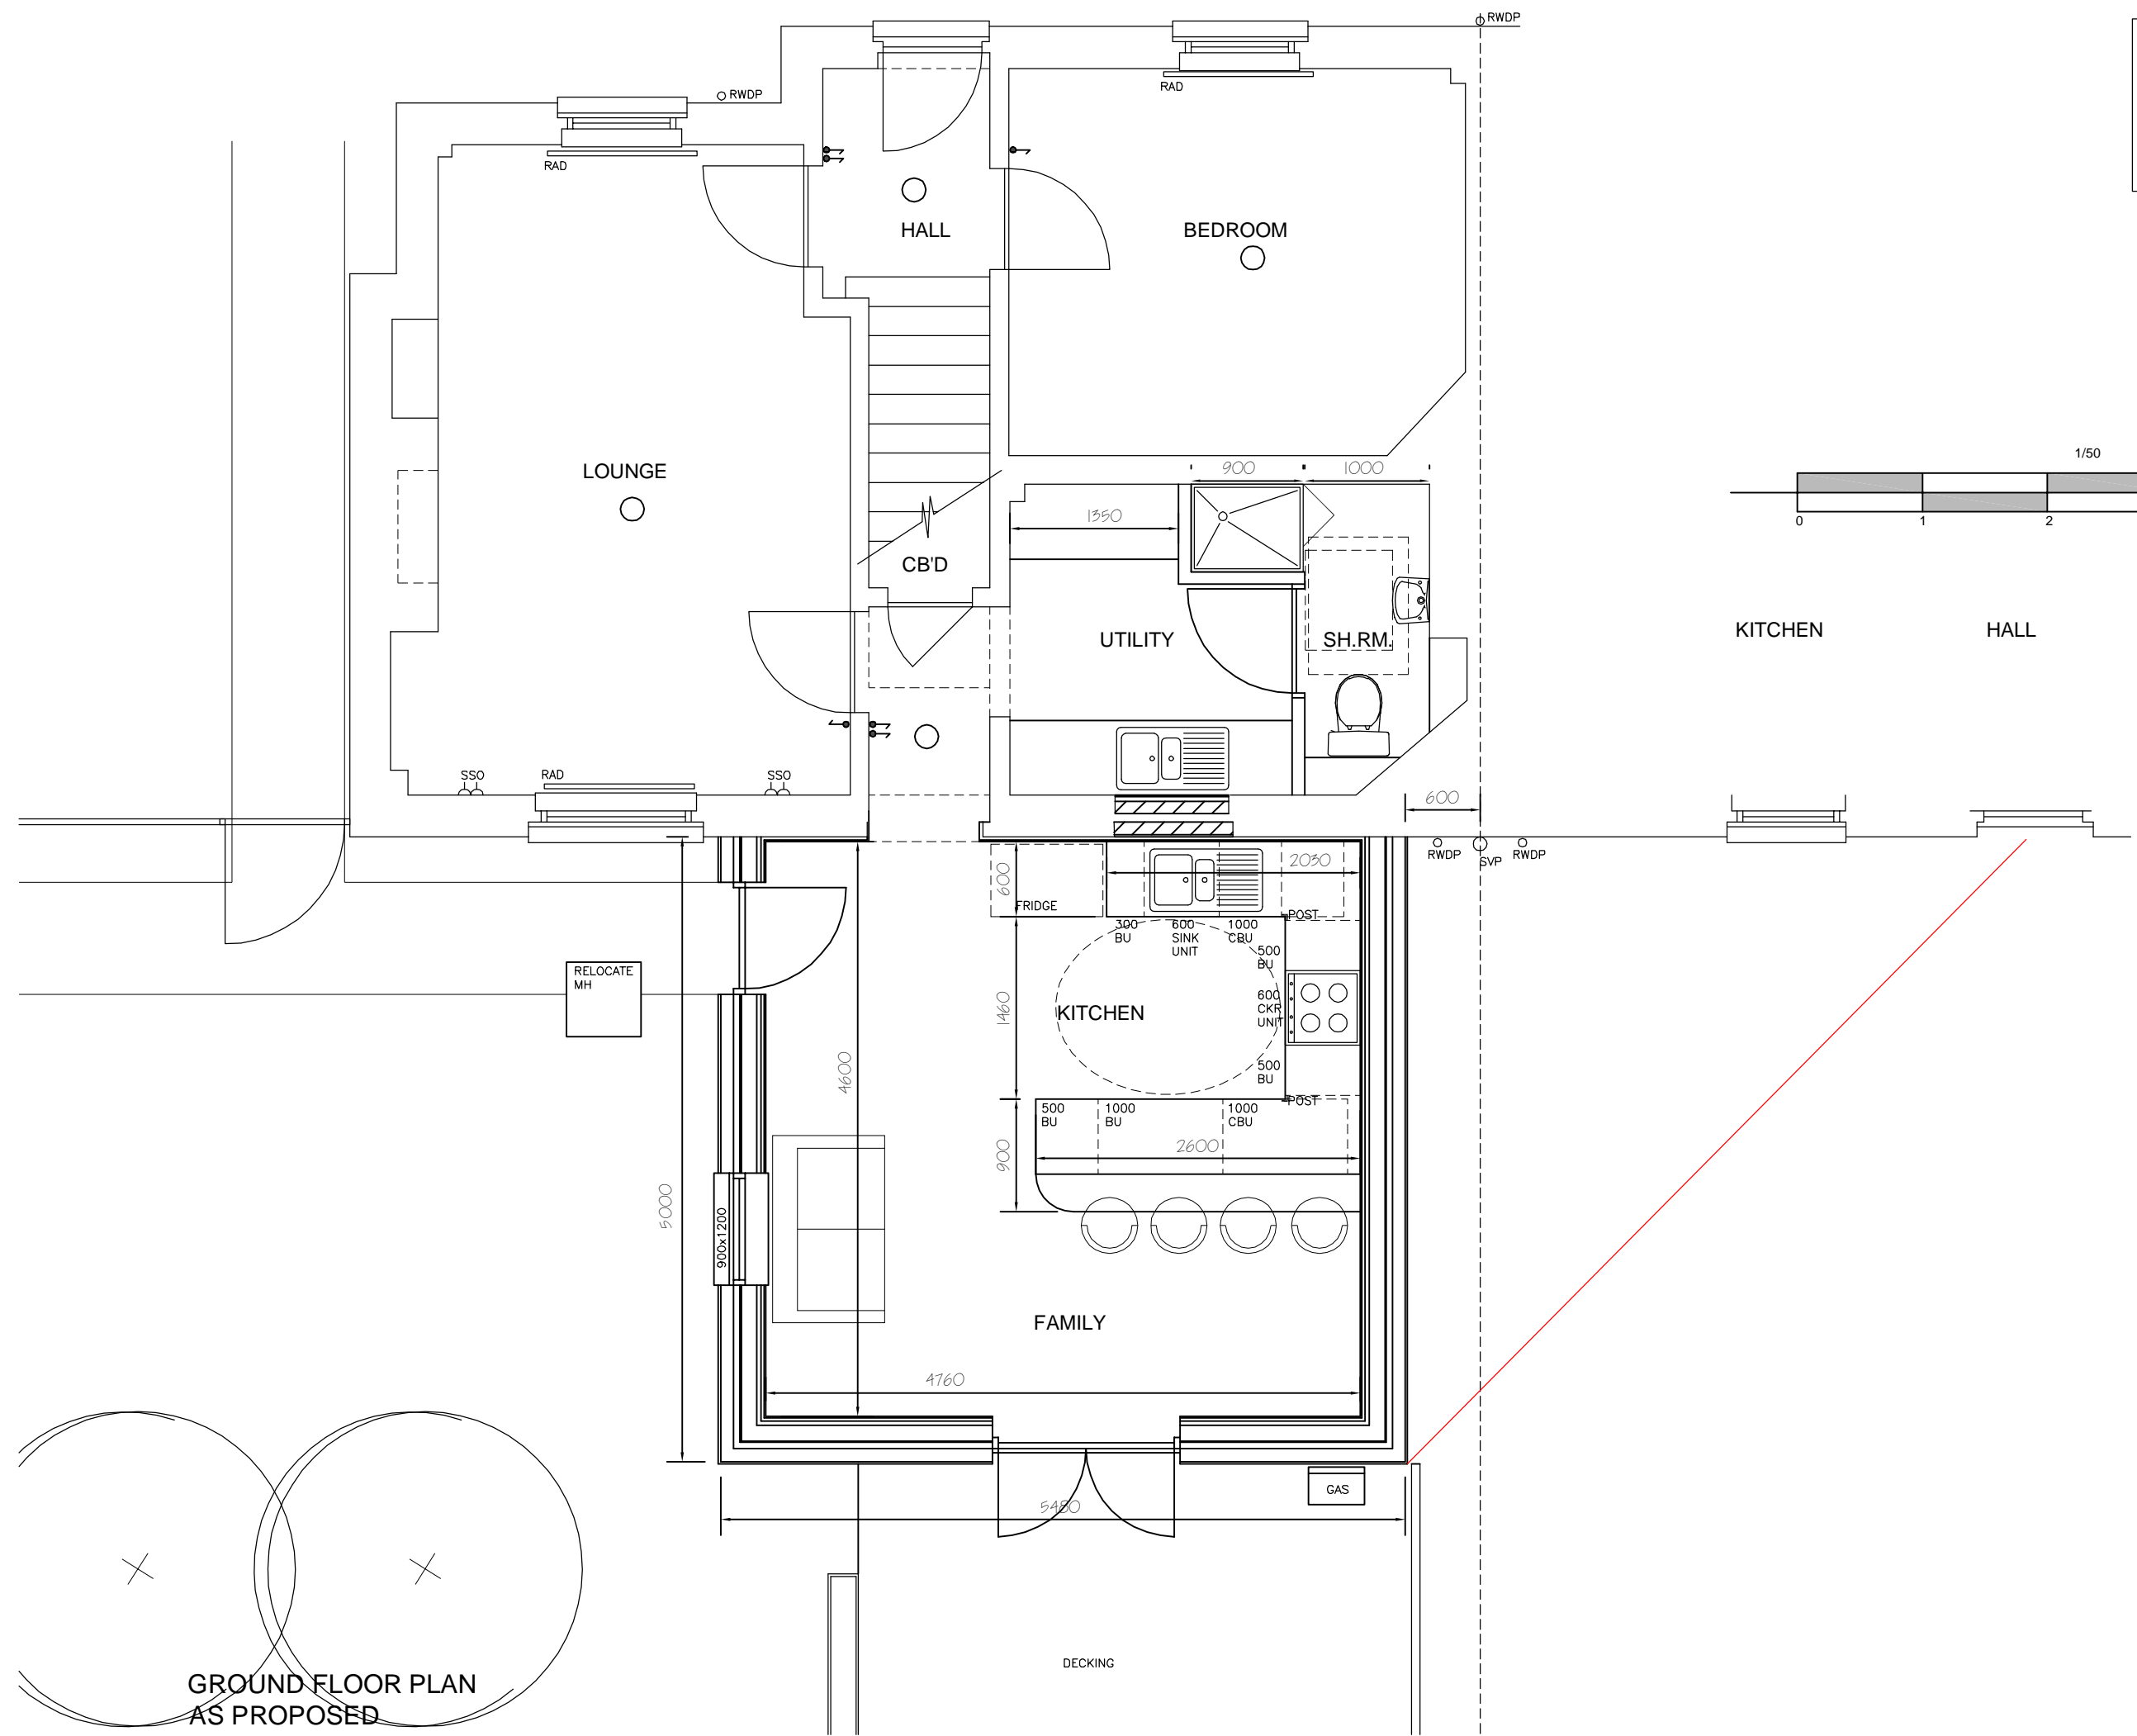 RWDP
RWDP
RAD
RAD
HALL
BEDROOM
LOUNGE
900
1000
1/50
0
1
2
1350
CB'D
UTILITY
SH.RM.
KITCHEN
HALL
SSO
RAD
SSO
600
RWDP
SVP
RWDP
2030
600
FRIDGE
POST
300
BU
600
SINK
UNIT
1000
CBU
500
BU
RELOCATE
MH
1460
KITCHEN
600
CKR
UNIT
4600
500
BU
POST
500
BU
1000
BU
1000
CBU
900
2600
5000
900x1200
FAMILY
4760
GAS
5480
DECKING
GROUND FLOOR PLAN
AS PROPOSED